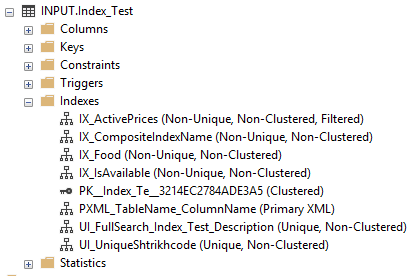 INPUT.Index_Test
Columns
Keys
Constraints
Triggers
Indexes
IX_ActivePrices (Non-Unique, Non-Clustered, Filtered)
IX_CompositeIndexName (Non-Unique, Non-Clustered)
IX_Food (Non-Unique, Non-Clustered)
IX_IsAvailable (Non-Unique, Non-Clustered)
PK__Index_Te__3214EC2784ADE3A5 (Clustered)
PXML_TableName_ColumnName (Primary XML)
UI_FullSearch_Index_Test_Description (Unique, Non-Clustered)
UI_UniqueShtrikhcode (Unique, Non-Clustered)
Statistics